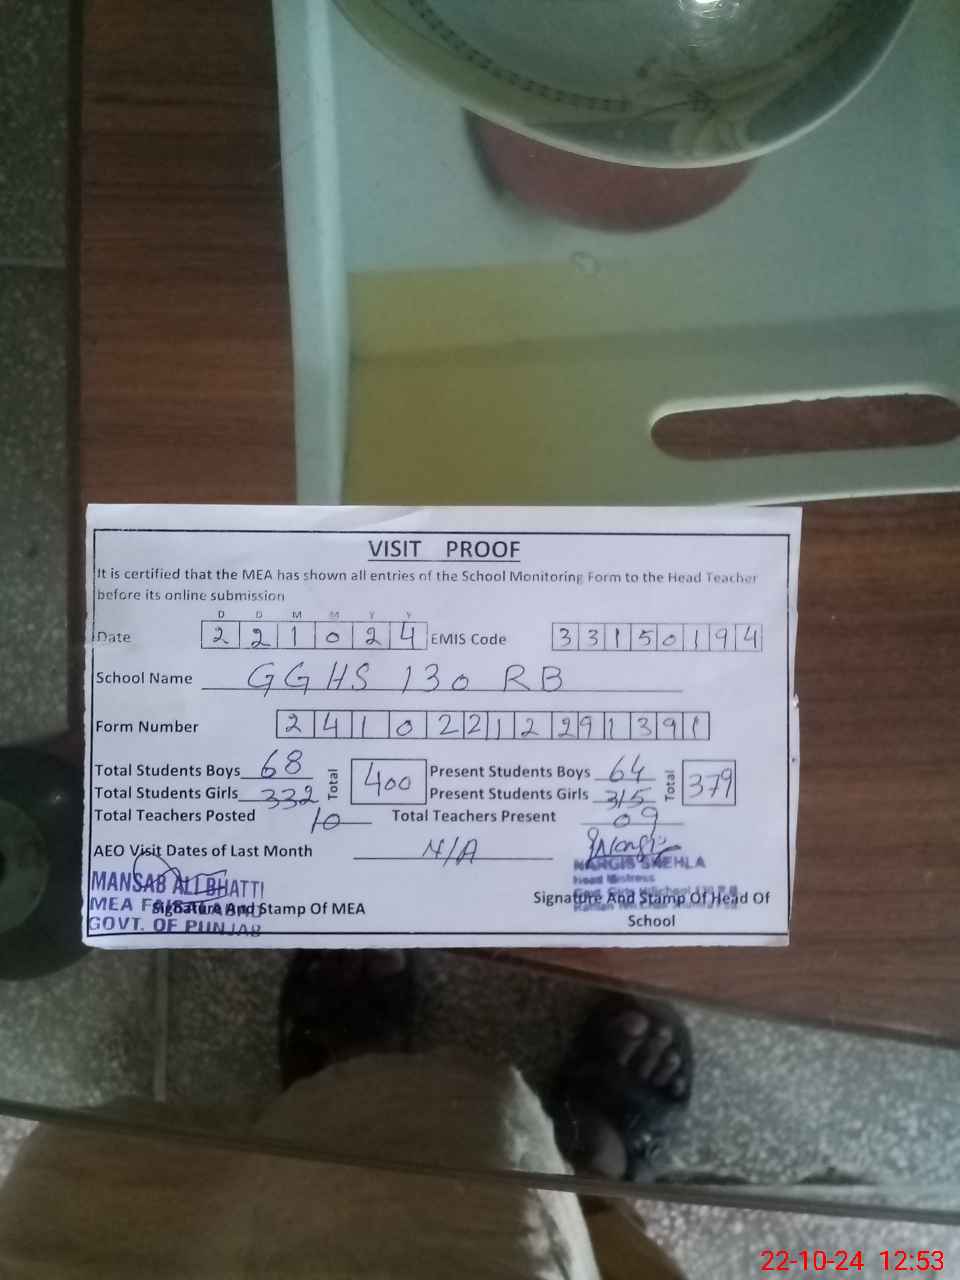 VISIT PROOF
It is certified that the MEA has shown all entries of the School Monitoring Form to the Head Teacher
before its online submission
D D M M Y Y
Date 2 2 1 0 2 4 EMIS Code 3 3 1 5 0 1 9 4
School Name GGHS 130 RB
Form Number 2 4 1 0 2 2 1 2 2 9 1 3 9 1
Total Students Boys 68 Total 400 Present Students Boys 64 Total 379
Total Students Girls 332 Present Students Girls 315
Total Teachers Posted 10 Total Teachers Present 09
AEO Visit Dates of Last Month N/A
MANSAB ALI BHATTI
MEA FAISALABAD
GOVT. OF PUNJAB
Signature And Stamp Of MEA
NARGIS SHEHLA
Head Mistress
Signature And Stamp Of Head Of
School
22-10-24 12:53